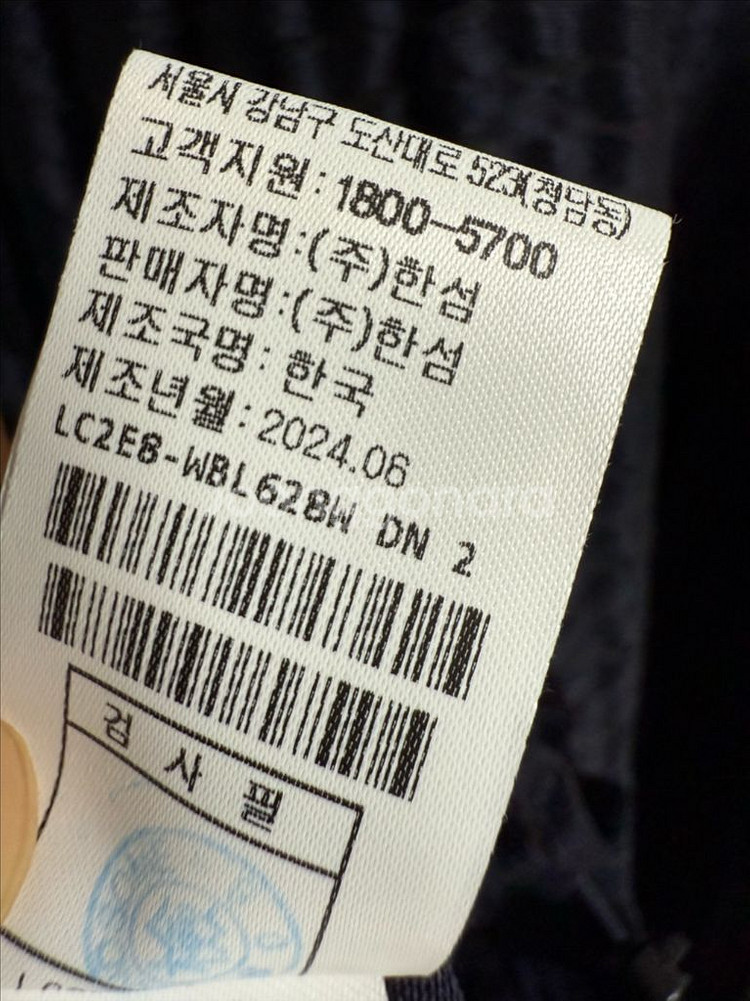 서울시 강남구 도산대로 523(청담동)
고객지원:1800-5700
제조자명:(주)한섬
판매자명:(주)한섬
제조국명:한국
제조년월:2024.06
LC2E8-WBL628W DN 2
검사필